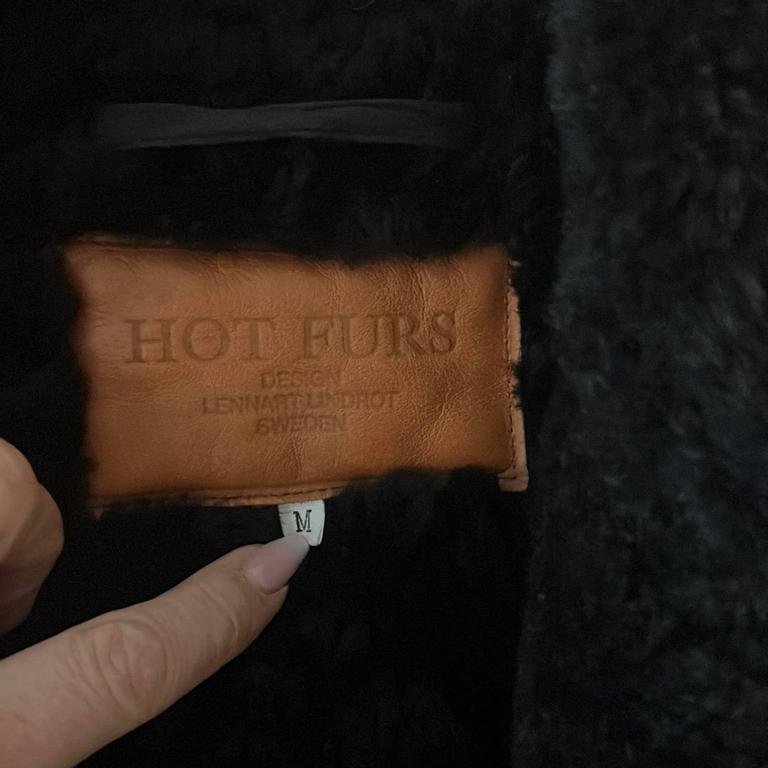 HOT FURS
DESIGN
LENNART LINDROT
SWEDEN
M